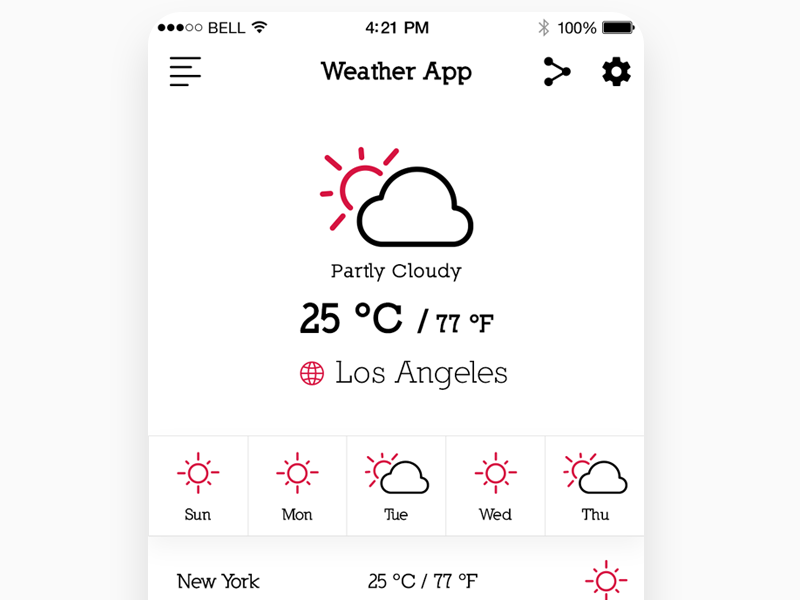 BELL 4:21 PM 100%
Weather App
Partly Cloudy
25 °C / 77 °F
Los Angeles
Sun Mon Tue Wed Thu
New York 25 °C / 77 °F